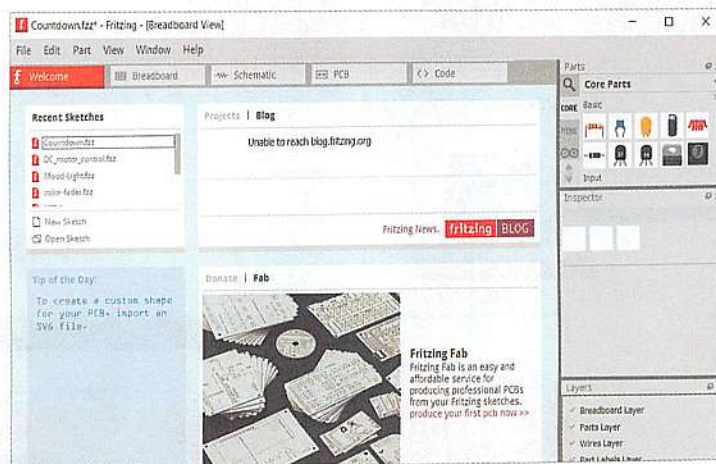 Countdown.fzz* - Fritzing - [Breadboard View]
File Edit Part View Window Help
Welcome
Breadboard
Schematic
PCB
Code
Recent Sketches
Countdown.fzz
DC_motor_control.fzz
Mood-light.fzz
color-fader.fzz
New Sketch
Open Sketch
Projects | Blog
Unable to reach blog.fritzing.org
Fritzing News. fritzing BLOG
Tip of the Day:
To create a custom shape
for your PCB, import an
SVG file.
Donate | Fab
Fritzing Fab
Fritzing Fab is an easy and
affordable service for
producing professional PCBs
from your Fritzing sketches.
produce your first pcb now >>
Parts
Core Parts
CORE
Basic
MINE
Input
Inspector
Layers
Breadboard Layer
Parts Layer
Wires Layer
Part Labels Layer